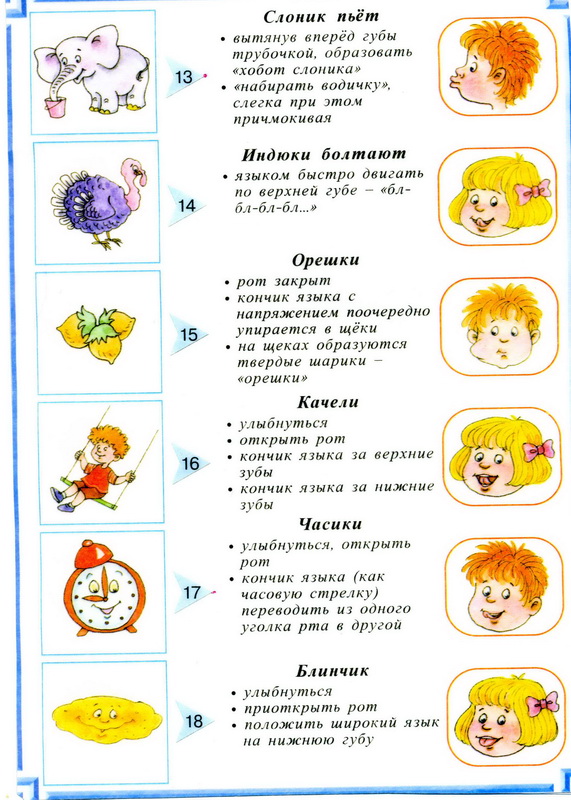 Слоник пьёт
• вытянув вперёд губы
трубочкой, образовать
«хобот слоника»
• «набирать водичку»,
слегка при этом
причмокивая
13
Индюки болтают
• языком быстро двигать
по верхней губе – «бл-
бл-бл-бл...»
14
Орешки
• рот закрыт
• кончик языка с
напряжением поочередно
упирается в щёки
• на щеках образуются
твердые шарики –
«орешки»
15
Качели
• улыбнуться
• открыть рот
• кончик языка за верхние
зубы
• кончик языка за нижние
зубы
16
Часики
• улыбнуться, открыть
рот
• кончик языка (как
часовую стрелку)
переводить из одного
уголка рта в другой
17
Блинчик
• улыбнуться
• приоткрыть рот
• положить широкий язык
на нижнюю губу
18